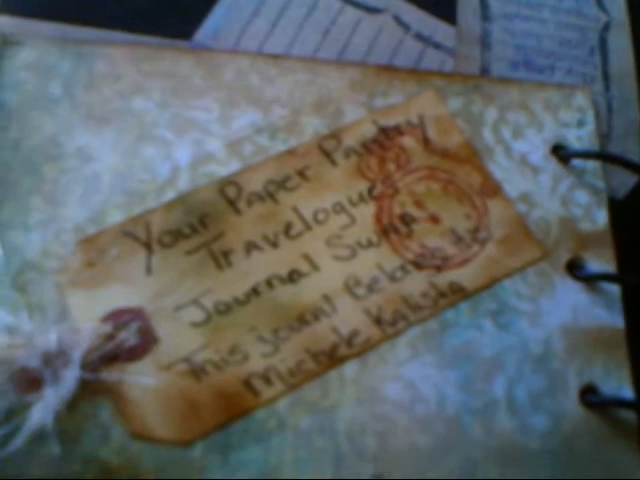 Your Paper Pantry
Travelogue
Journal Swap
This journal Belongs to
Michele